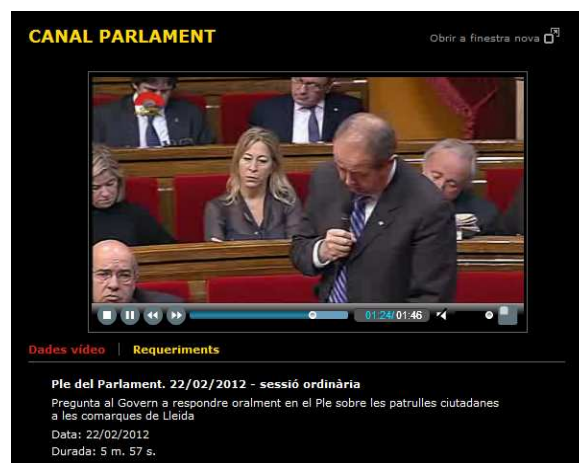 CANAL PARLAMENT
Obrir a finestra nova
01:24/01:46
Dades vídeo | Requeriments
Ple del Parlament. 22/02/2012 - sessió ordinària
Pregunta al Govern a respondre oralment en el Ple sobre les patrulles ciutadanes
a les comarques de Lleida
Data: 22/02/2012
Durada: 5 m. 57 s.